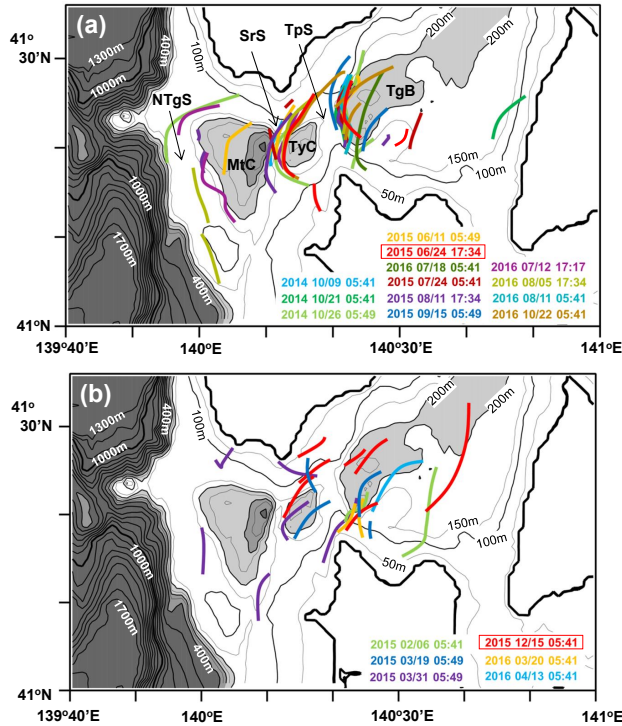 (a)
41°
30'N
41°N
139°40'E
140°E
140°30'E
141°E
1300m
400m
1000m
100m
200m
200m
SrS
TpS
NTgS
MtC
TyC
TgB
150m
100m
50m
1000m
1700m
400m
2015 06/11 05:49
2015 06/24 17:34
2014 10/09 05:41
2014 10/21 05:41
2014 10/26 05:49
2016 07/18 05:41
2015 07/24 05:41
2015 08/11 17:34
2015 09/15 05:49
2016 07/12 17:17
2016 08/05 17:34
2016 08/11 05:41
2016 10/22 05:41
(b)
41°
30'N
41°N
139°40'E
140°E
140°30'E
141°E
1300m
400m
1000m
100m
200m
200m
150m
100m
50m
1000m
1700m
400m
2015 02/06 05:41
2015 03/19 05:49
2015 03/31 05:49
2015 12/15 05:41
2016 03/20 05:41
2016 04/13 05:41